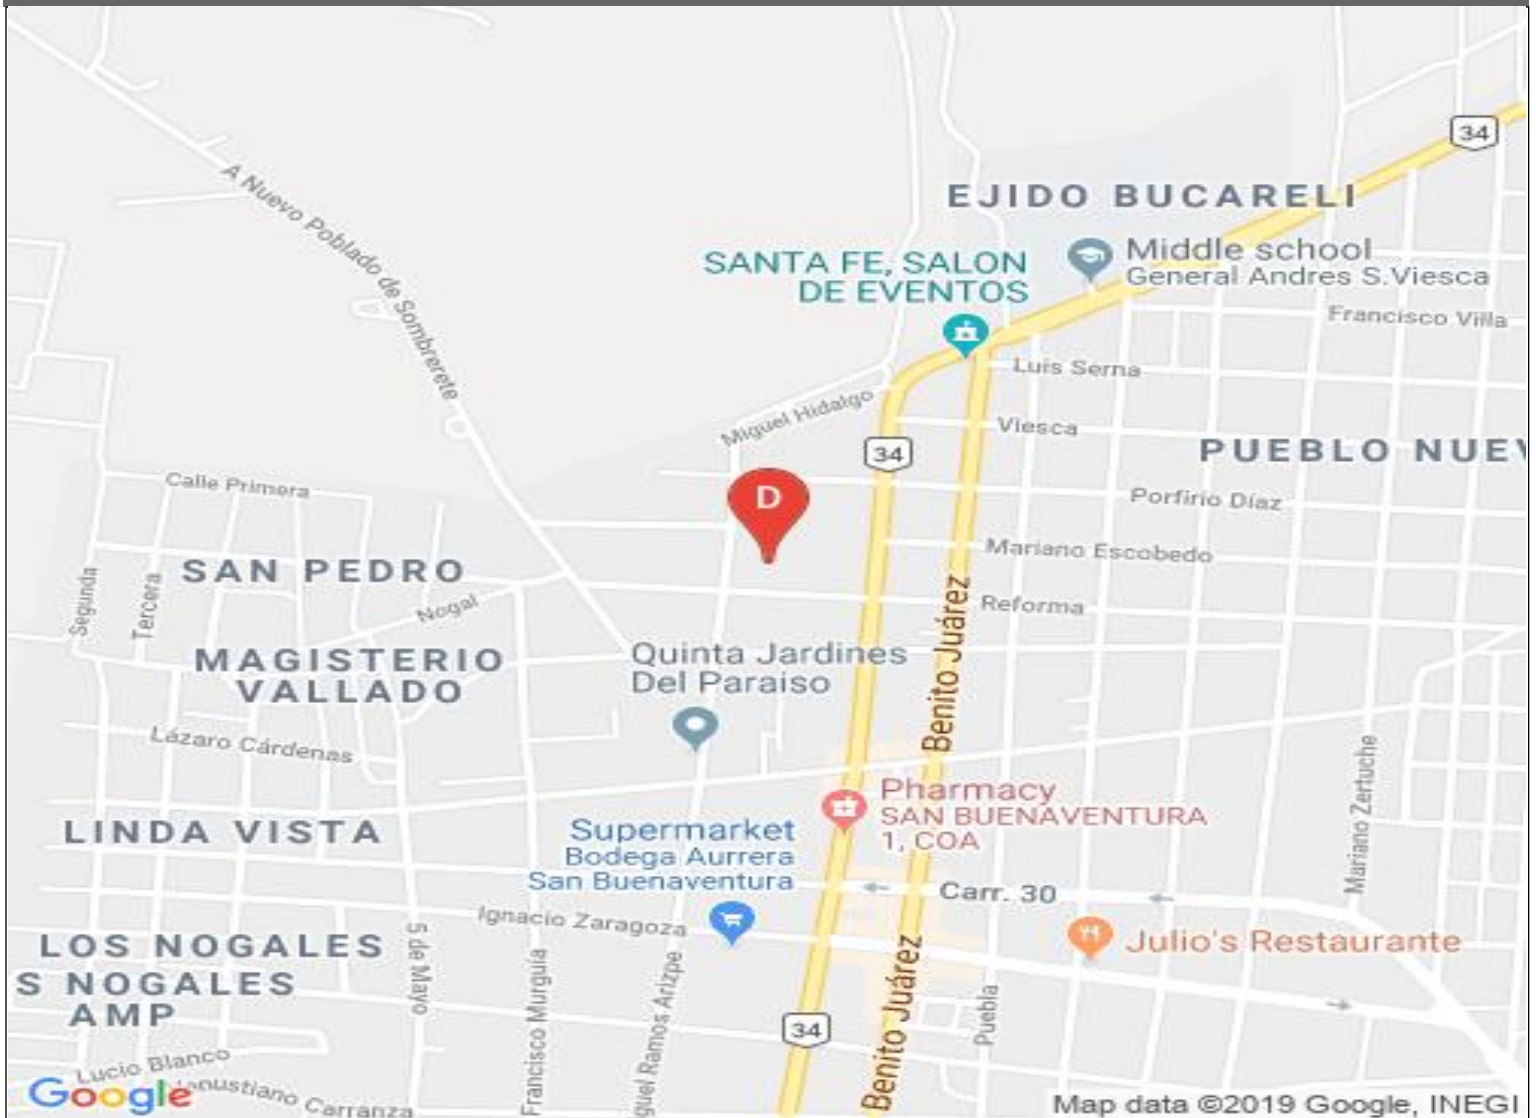 34
EJIDO BUCARELI
A Nuevo Poblado de Sombrerete
Middle school
General Andres S.Viesca
SANTA FE, SALON
DE EVENTOS
Francisco Villa
Luis Serna
Miguel Hidalgo
Viesca
34
PUEBLO NUEV
Calle Primera
D
Porfirio Díaz
Mariano Escobedo
SAN PEDRO
Segunda
Tercera
Nogal
Reforma
Benito Juárez
MAGISTERIO
VALLADO
Quinta Jardines
Del Paraiso
Lázaro Cárdenas
Mariano Zertuche
Pharmacy
SAN BUENAVENTURA
1, COA
LINDA VISTA
Supermarket
Bodega Aurrera
San Buenaventura
Carr. 30
Ignacio Zaragoza
Julio's Restaurante
LOS NOGALES
S NOGALES
AMP
5 de Mayo
Francisco Murguía
guel Ramos Arizpe
Benito Juárez
Puebla
34
Lucio Blanco
enustiano Carranza
Google
Map data ©2019 Google, INEGI